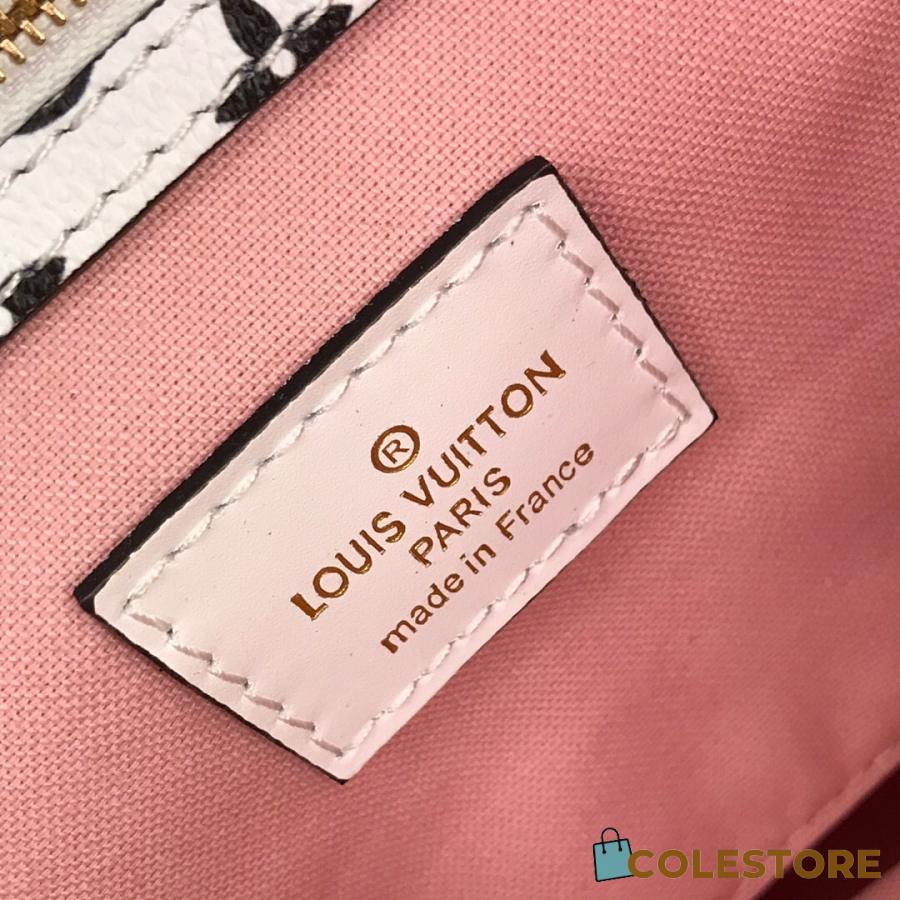 ®
LOUIS VUITTON
PARIS
made in France
COLESTORE